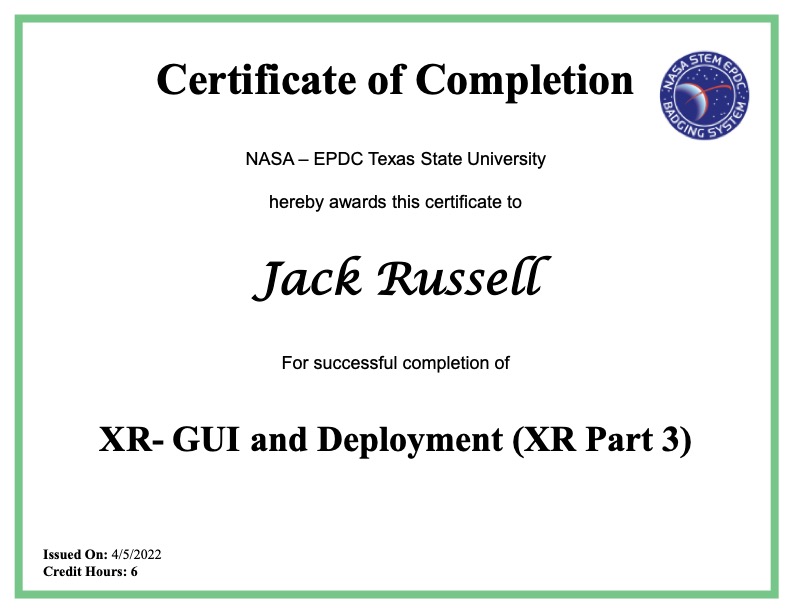 Certificate of Completion
NASA STEM EPDC
BADGING SYSTEM
NASA – EPDC Texas State University
hereby awards this certificate to
Jack Russell
For successful completion of
XR- GUI and Deployment (XR Part 3)
Issued On: 4/5/2022
Credit Hours: 6